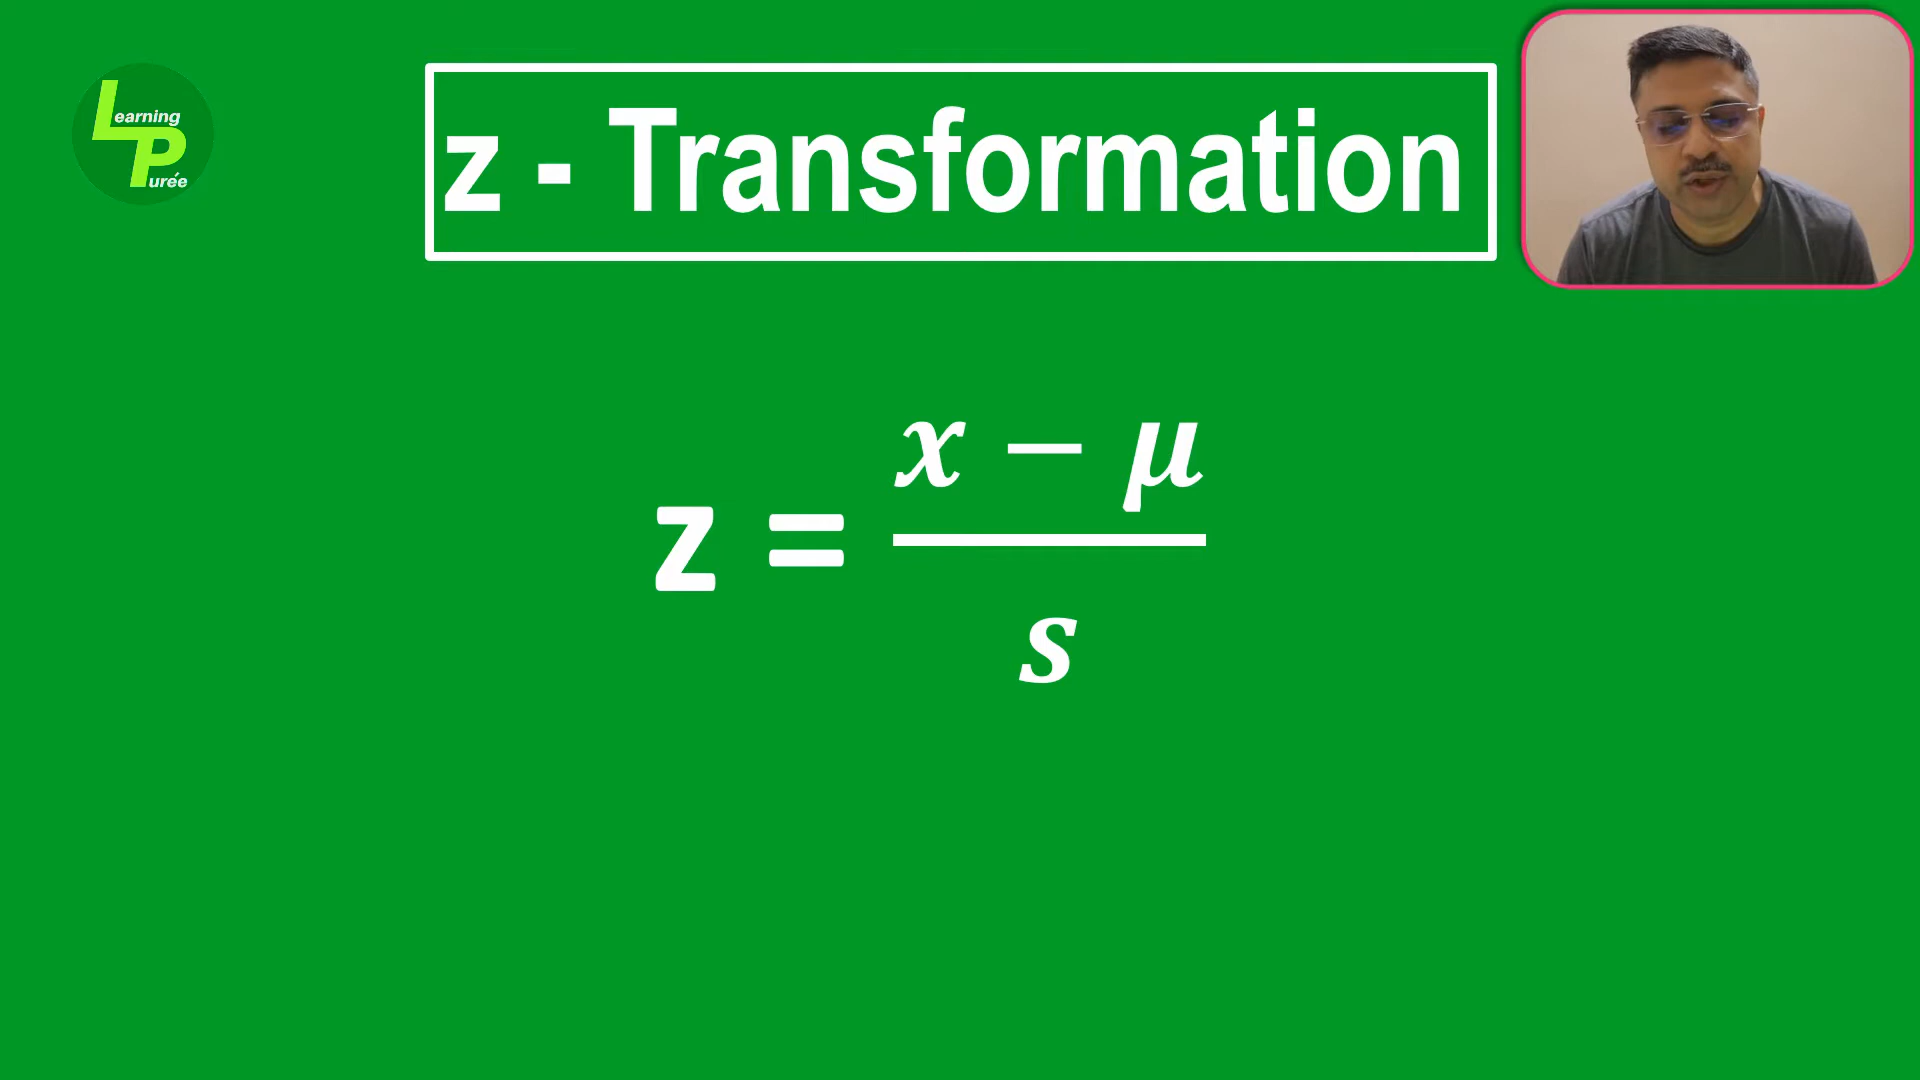 Learning
Purée
z - Transformation
z = x − μ
s